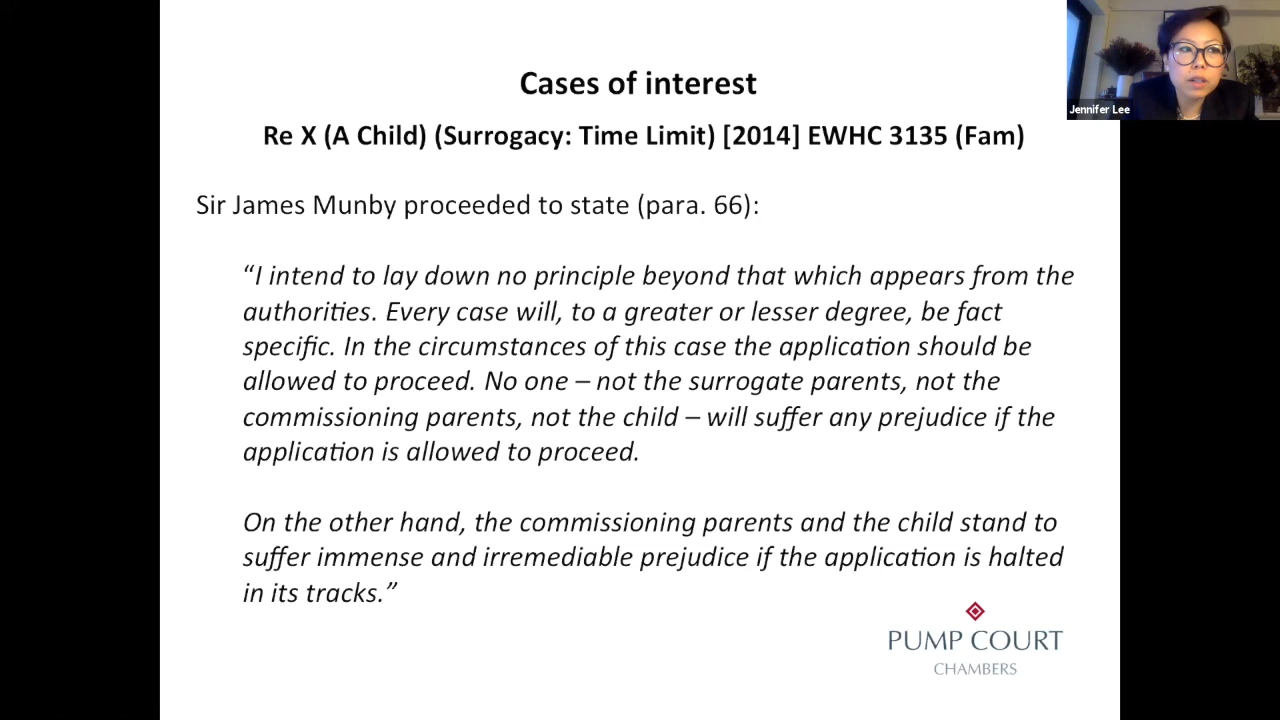 Cases of interest
Re X (A Child) (Surrogacy: Time Limit) [2014] EWHC 3135 (Fam)
Jennifer Lee
Sir James Munby proceeded to state (para. 66):
“I intend to lay down no principle beyond that which appears from the
authorities. Every case will, to a greater or lesser degree, be fact
specific. In the circumstances of this case the application should be
allowed to proceed. No one – not the surrogate parents, not the
commissioning parents, not the child – will suffer any prejudice if the
application is allowed to proceed.
On the other hand, the commissioning parents and the child stand to
suffer immense and irremediable prejudice if the application is halted
in its tracks.”
PUMP COURT
CHAMBERS